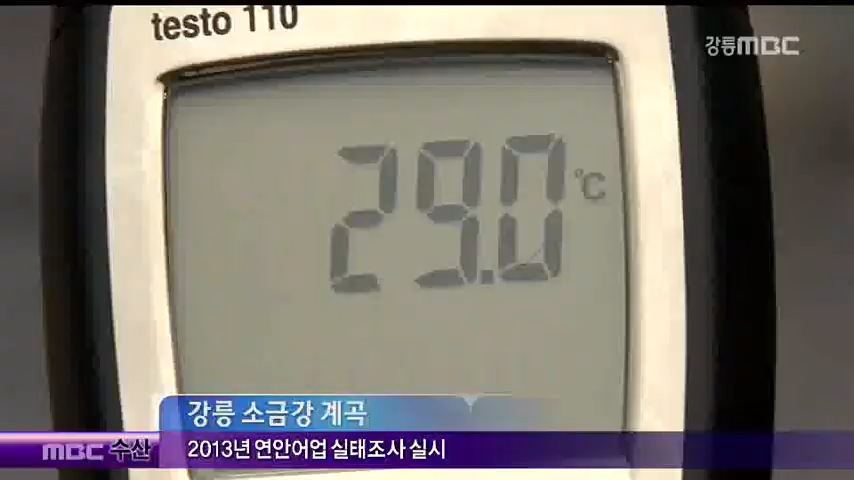 testo 110
강릉MBC
29.0 °C
강릉 소금강 계곡
MBC 수산
2013년 연안어업 실태조사 실시